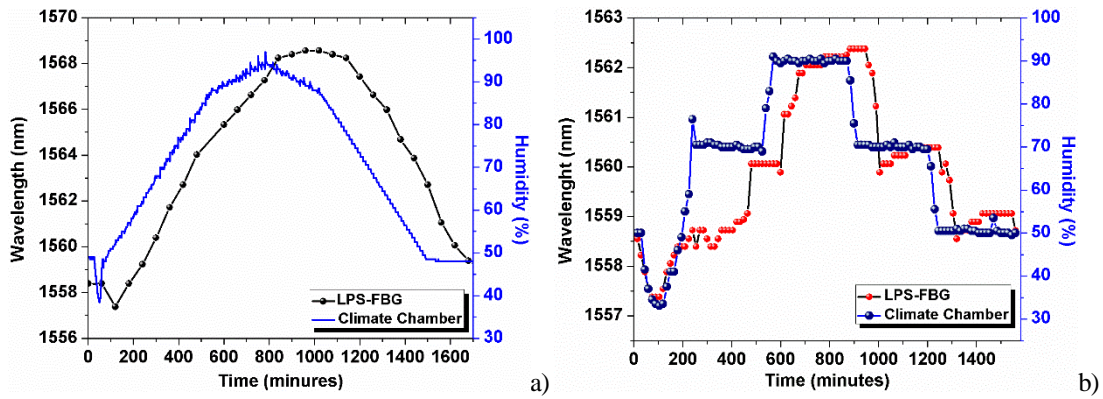 1570
1568
1566
1564
1562
1560
1558
1556
Wavelength (nm)
100
90
80
70
60
50
40
30
Humidity (%)
LPS-FBG
Climate Chamber
0 200 400 600 800 1000 1200 1400 1600
Time (minures)
a)
1563
1562
1561
1560
1559
1558
1557
Wavelenght (nm)
100
90
80
70
60
50
40
30
Humidity (%)
LPS-FBG
Climate Chamber
0 200 400 600 800 1000 1200 1400
Time (minutes)
b)